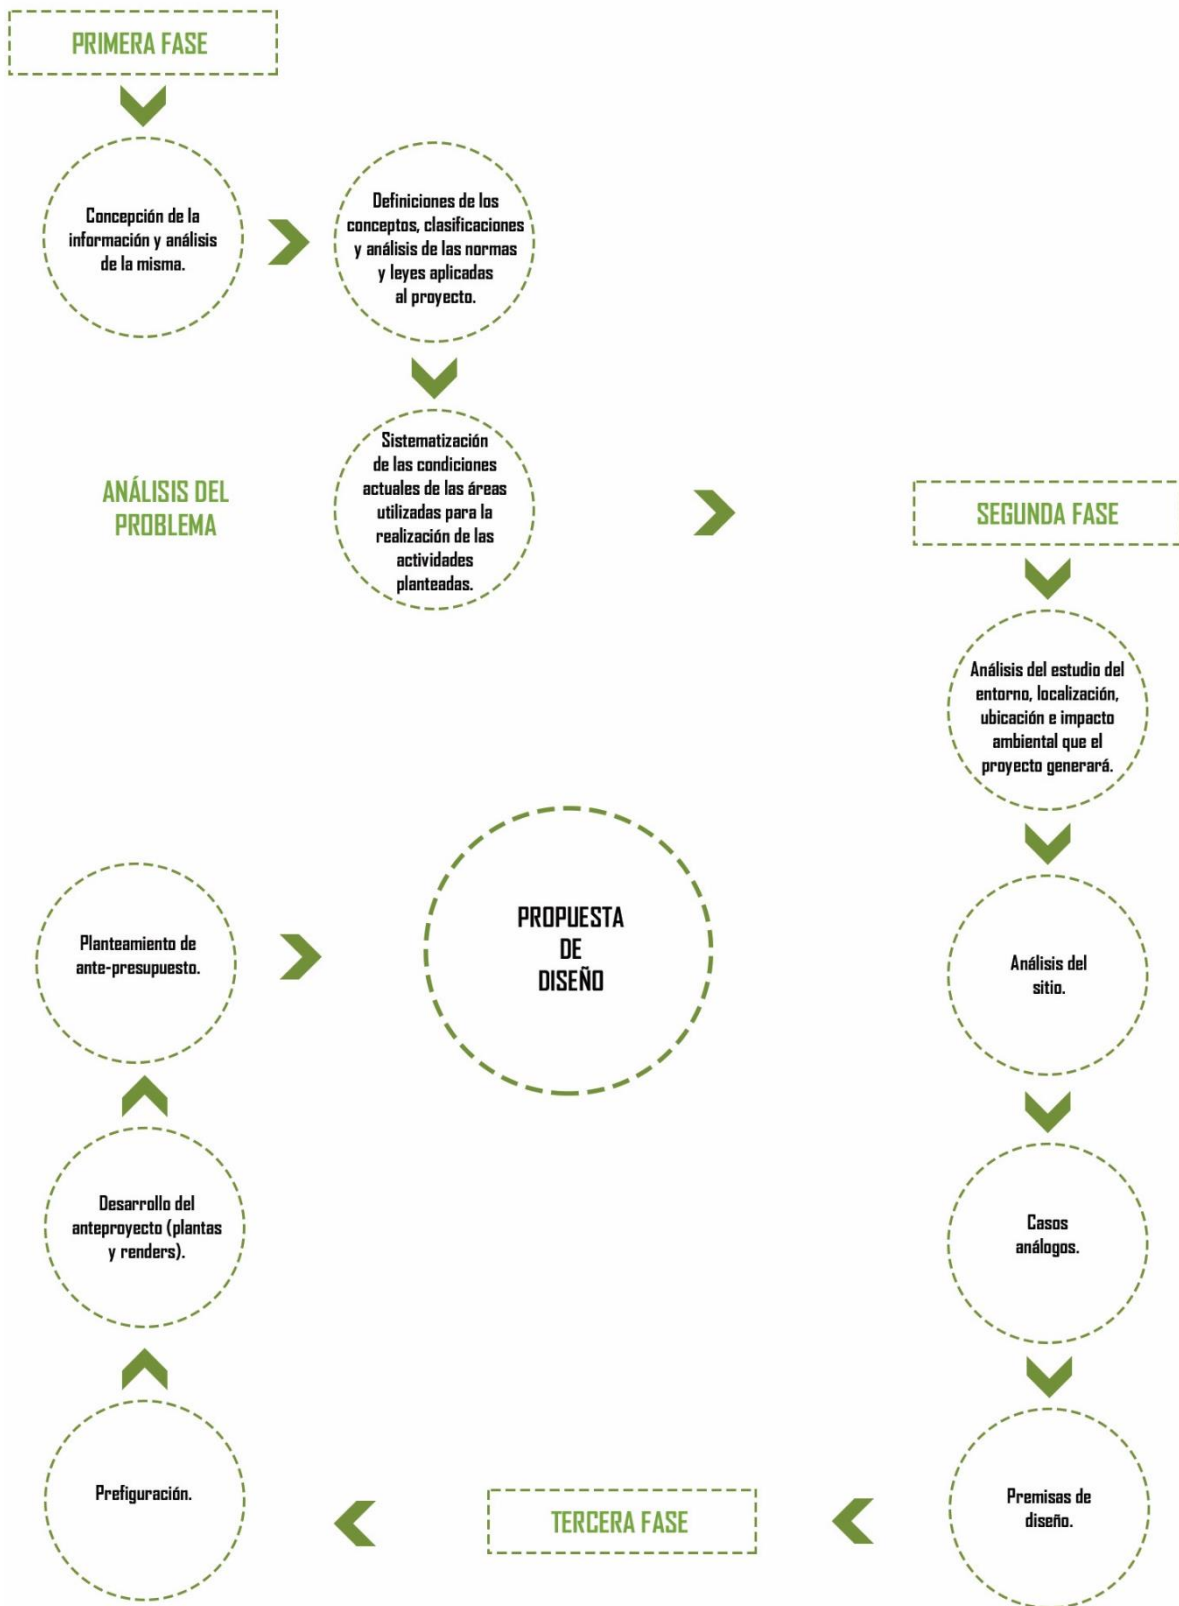 PRIMERA FASE
Concepción de la
información y análisis
de la misma.
Definiciones de los
conceptos, clasificaciones
y análisis de las normas
y leyes aplicadas
al proyecto.
ANÁLISIS DEL
PROBLEMA
Sistematización
de las condiciones
actuales de las áreas
utilizadas para la
realización de las
actividades
planteadas.
SEGUNDA FASE
Análisis del estudio del
entorno, localización,
ubicación e impacto
ambiental que el
proyecto generará.
Análisis del
sitio.
Casos
análogos.
Premisas de
diseño.
TERCERA FASE
Prefiguración.
Desarrollo del
anteproyecto (plantas
y renders).
Planteamiento de
ante-presupuesto.
PROPUESTA
DE
DISEÑO